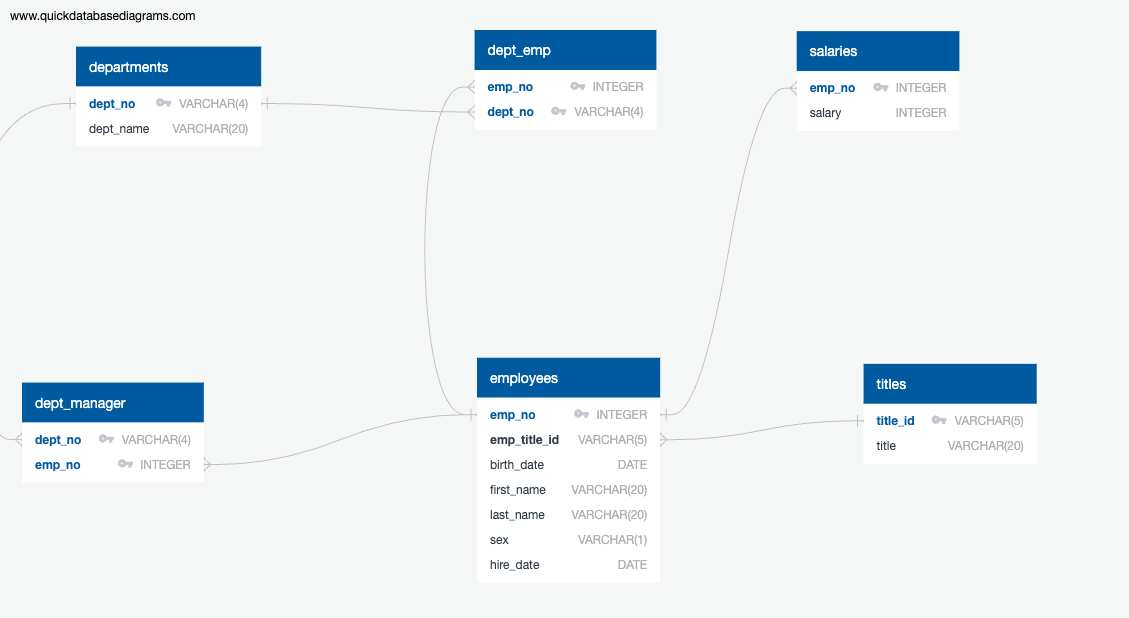 www.quickdatabasediagrams.com
departments
dept_no VARCHAR(4)
dept_name VARCHAR(20)
dept_emp
emp_no INTEGER
dept_no VARCHAR(4)
salaries
emp_no INTEGER
salary INTEGER
dept_manager
dept_no VARCHAR(4)
emp_no INTEGER
employees
emp_no INTEGER
emp_title_id VARCHAR(5)
birth_date DATE
first_name VARCHAR(20)
last_name VARCHAR(20)
sex VARCHAR(1)
hire_date DATE
titles
title_id VARCHAR(5)
title VARCHAR(20)